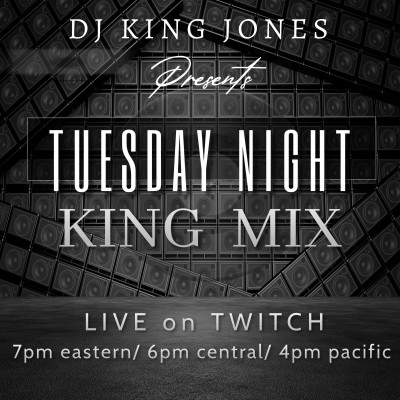 DJ KING JONES
Presents
TUESDAY NIGHT
KING MIX
LIVE on TWITCH
7pm eastern/ 6pm central/ 4pm pacific